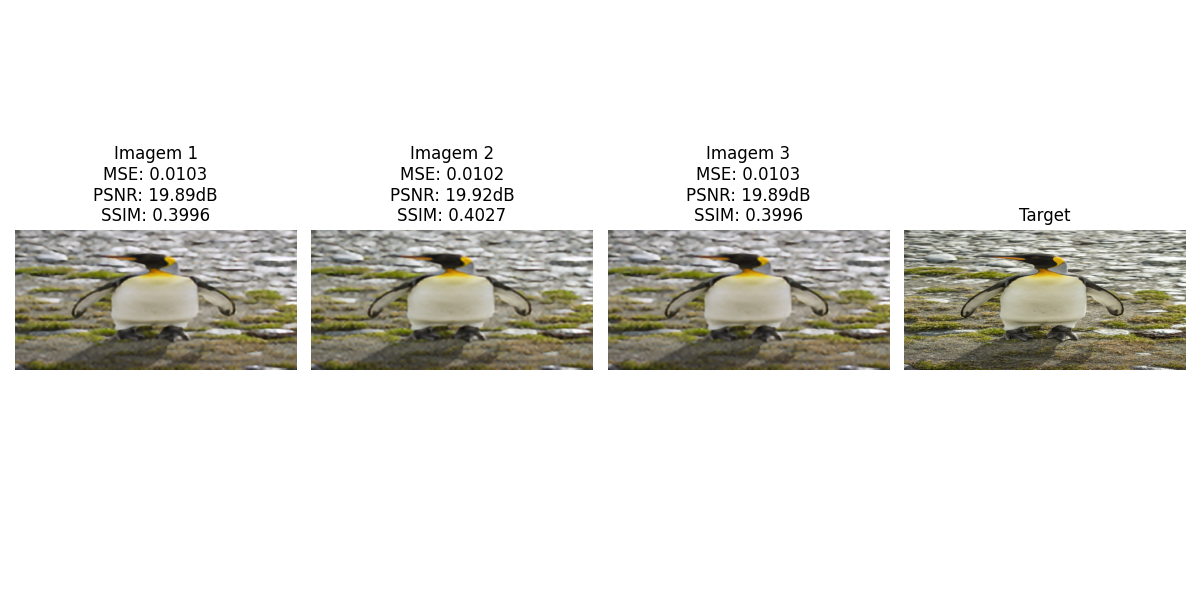 Imagem 1
MSE: 0.0103
PSNR: 19.89dB
SSIM: 0.3996
Imagem 2
MSE: 0.0102
PSNR: 19.92dB
SSIM: 0.4027
Imagem 3
MSE: 0.0103
PSNR: 19.89dB
SSIM: 0.3996
Target